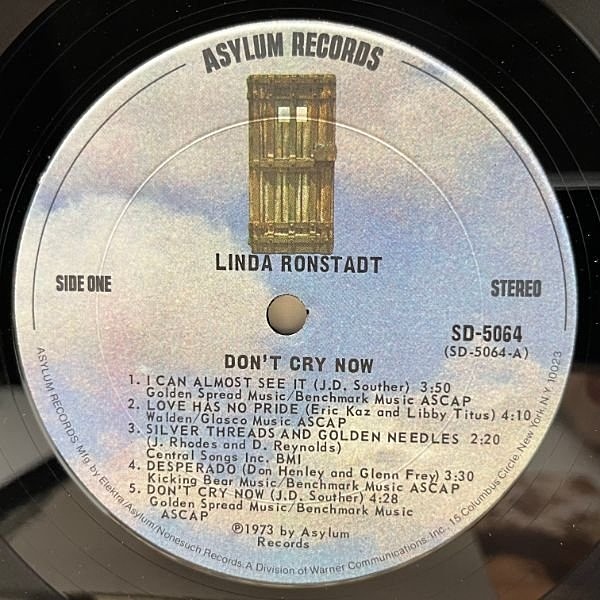 ASYLUM RECORDS
LINDA RONSTADT
SIDE ONE
STEREO
SD-5064
(SD-5064-A)
DON'T CRY NOW
1. I CAN ALMOST SEE IT (J.D. Souther) 3:50
Golden Spread Music/Benchmark Music ASCAP
2. LOVE HAS NO PRIDE (Eric Kaz and Libby Titus) 4:10
Walden/Glasco Music ASCAP
3. SILVER THREADS AND GOLDEN NEEDLES 2:20
(J. Rhodes and D. Reynolds)
Central Songs Inc. BMI
4. DESPERADO (Don Henley and Glenn Frey) 3:30
Kicking Bear Music/Benchmark Music ASCAP
5. DON'T CRY NOW (J.D. Souther) 4:28
Golden Spread Music/Benchmark Music
ASCAP
℗1973 by Asylum
Records
ASYLUM RECORDS Mfg. by Elektra/Asylum/Nonesuch Records A Division of Warner Communications, Inc. 15 Columbus Circle, New York, N.Y. 10023